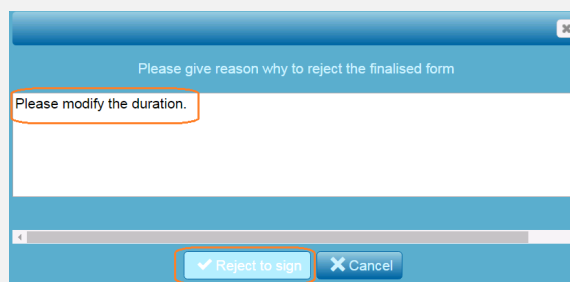 Please give reason why to reject the finalised form
Please modify the duration.
Reject to sign
Cancel